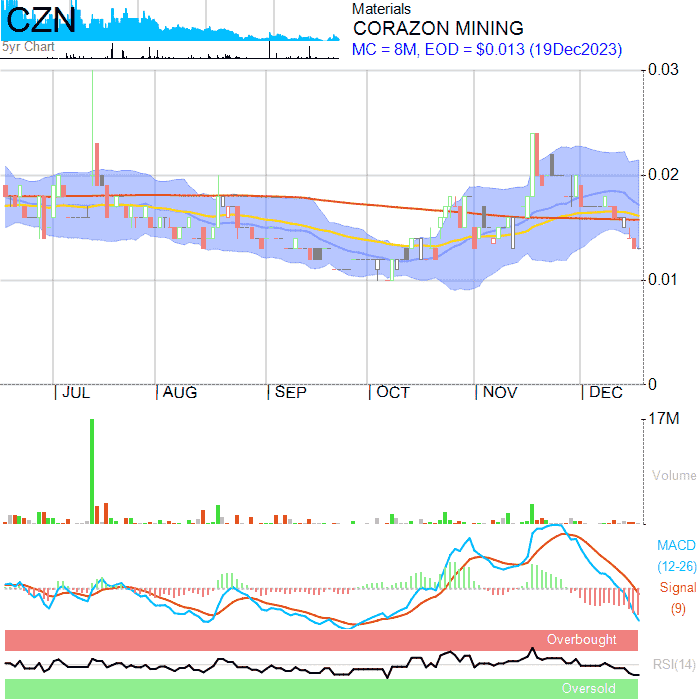 CZN
5yr Chart
Materials
CORAZON MINING
MC = 8M, EOD = $0.013 (19Dec2023)
0.03
0.02
0.01
0
JUL
AUG
SEP
OCT
NOV
DEC
17M
Volume
MACD
(12-26)
Signal
(9)
Overbought
RSI(14)
Oversold